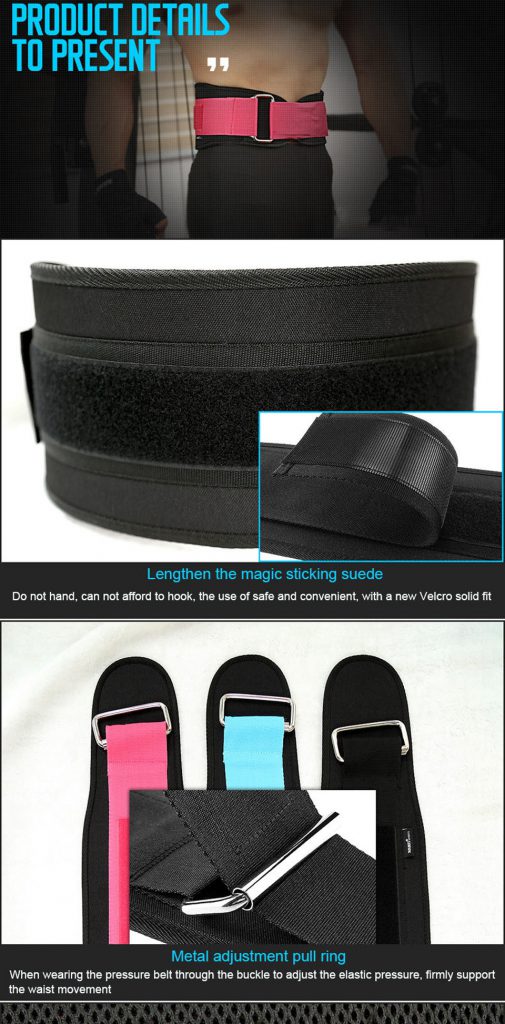 PRODUCT DETAILS
TO PRESENT
Lengthen the magic sticking suede
Do not hand, can not afford to hook, the use of safe and convenient, with a new Velcro solid fit
Metal adjustment pull ring
When wearing the pressure belt through the buckle to adjust the elastic pressure, firmly support
the waist movement